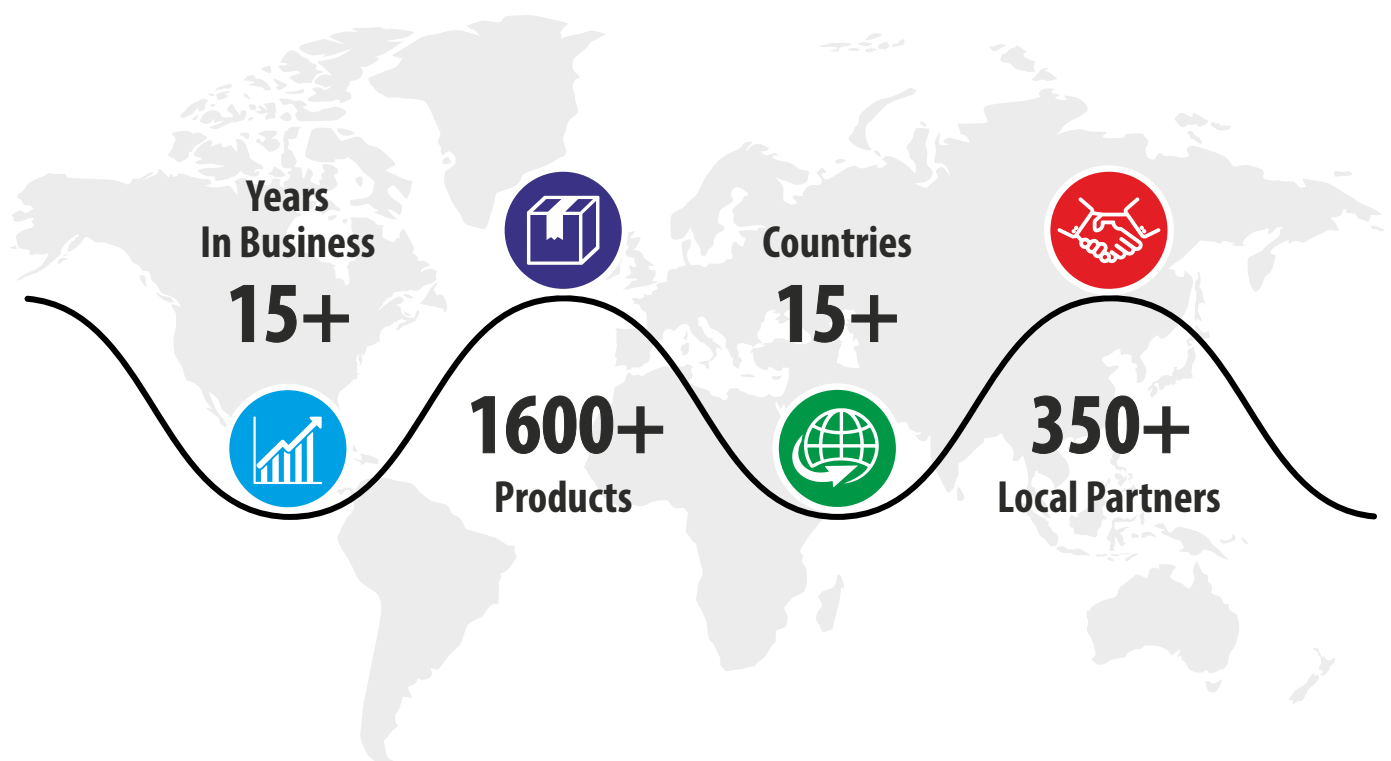 Years
In Business
15+
1600+
Products
Countries
15+
350+
Local Partners